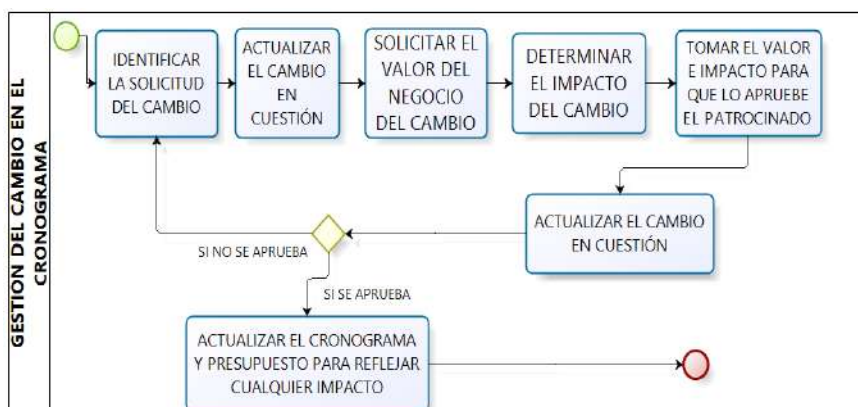 GESTION DEL CAMBIO EN EL
CRONOGRAMA
IDENTIFICAR
LA SOLICITUD
DEL CAMBIO
ACTUALIZAR
EL CAMBIO
EN
CUESTIÓN
SOLICITAR EL
VALOR DEL
NEGOCIO
DEL CAMBIO
DETERMINAR
EL IMPACTO
DEL CAMBIO
TOMAR EL VALOR
E IMPACTO PARA
QUE LO APRUEBE
EL PATROCINADO
ACTUALIZAR EL CAMBIO
EN CUESTIÓN
SI NO SE APRUEBA
SI SE APRUEBA
ACTUALIZAR EL CRONOGRAMA
Y PRESUPUESTO PARA REFLEJAR
CUALQUIER IMPACTO